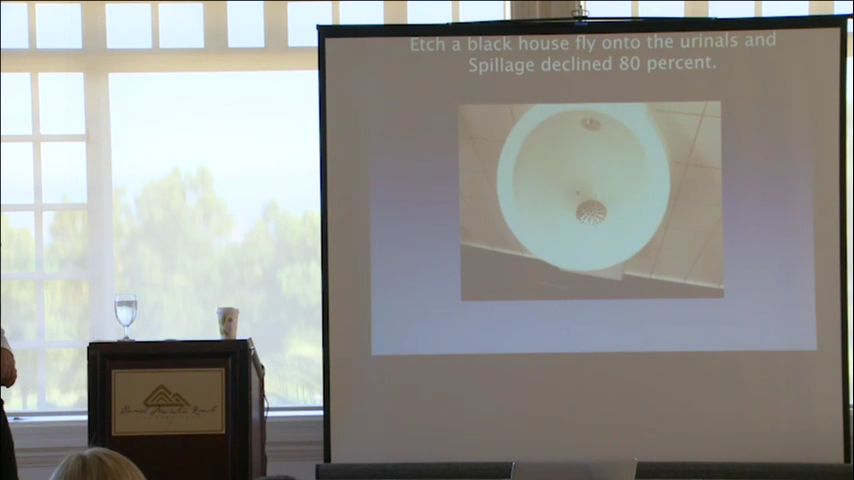 Etch a black house fly onto the urinals and
Spillage declined 80 percent.